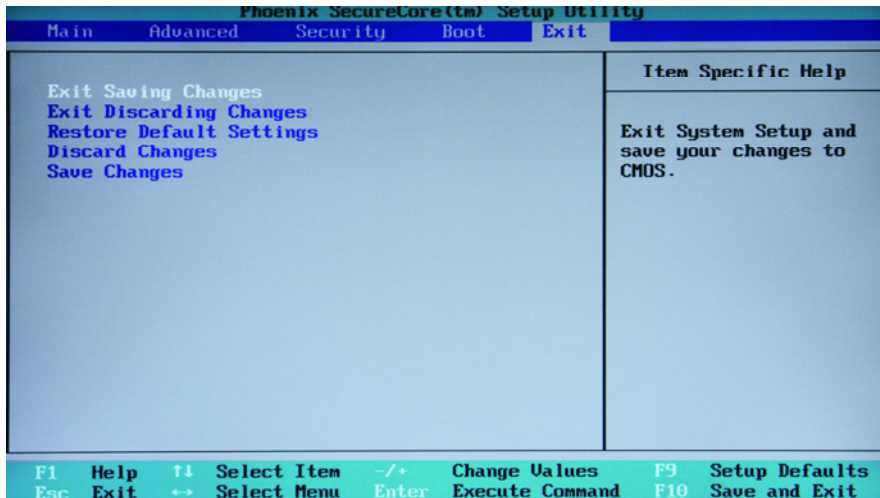 Phoenix SecureCore(tm) Setup Utility
Main Advanced Security Boot Exit
Exit Saving Changes
Exit Discarding Changes
Restore Default Settings
Discard Changes
Save Changes
Item Specific Help
Exit System Setup and
save your changes to
CMOS.
F1 Help ↑↓ Select Item -/+ Change Values F9 Setup Defaults
Esc Exit ↔ Select Menu Enter Execute Command F10 Save and Exit